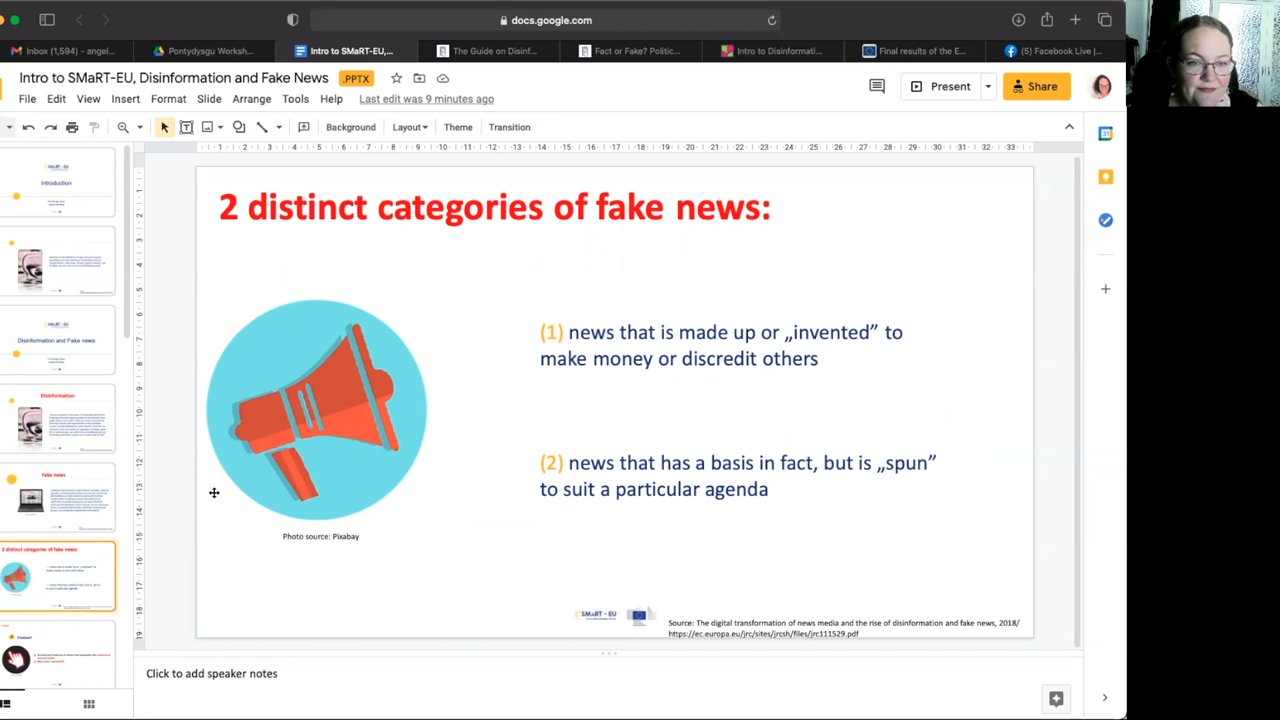 docs.google.com
Inbox (1,594) – angel...
Pontydysgu Worksh...
Intro to SMaRT-EU,...
The Guide on Disinf...
Fact or Fake? Politic...
Intro to Disinformati...
Final results of the E...
(5) Facebook Live |...
Intro to SMaRT-EU, Disinformation and Fake News
.PPTX
File Edit View Insert Format Slide Arrange Tools Help
Last edit was 9 minutes ago
Present
Share
Background Layout Theme Transition
2 distinct categories of fake news:
(1) news that is made up or „invented” to
make money or discredit others
(2) news that has a basis in fact, but is „spun”
to suit a particular agenda
Photo source: Pixabay
SMaRT - EU
Source: The digital transformation of news media and the rise of disinformation and fake news, 2018/
https://ec.europa.eu/jrc/sites/jrcsh/files/jrc111529.pdf
Click to add speaker notes
Introduction
Disinformation and Fake news
Disinformation
Fake news
2 distinct categories of fake news: